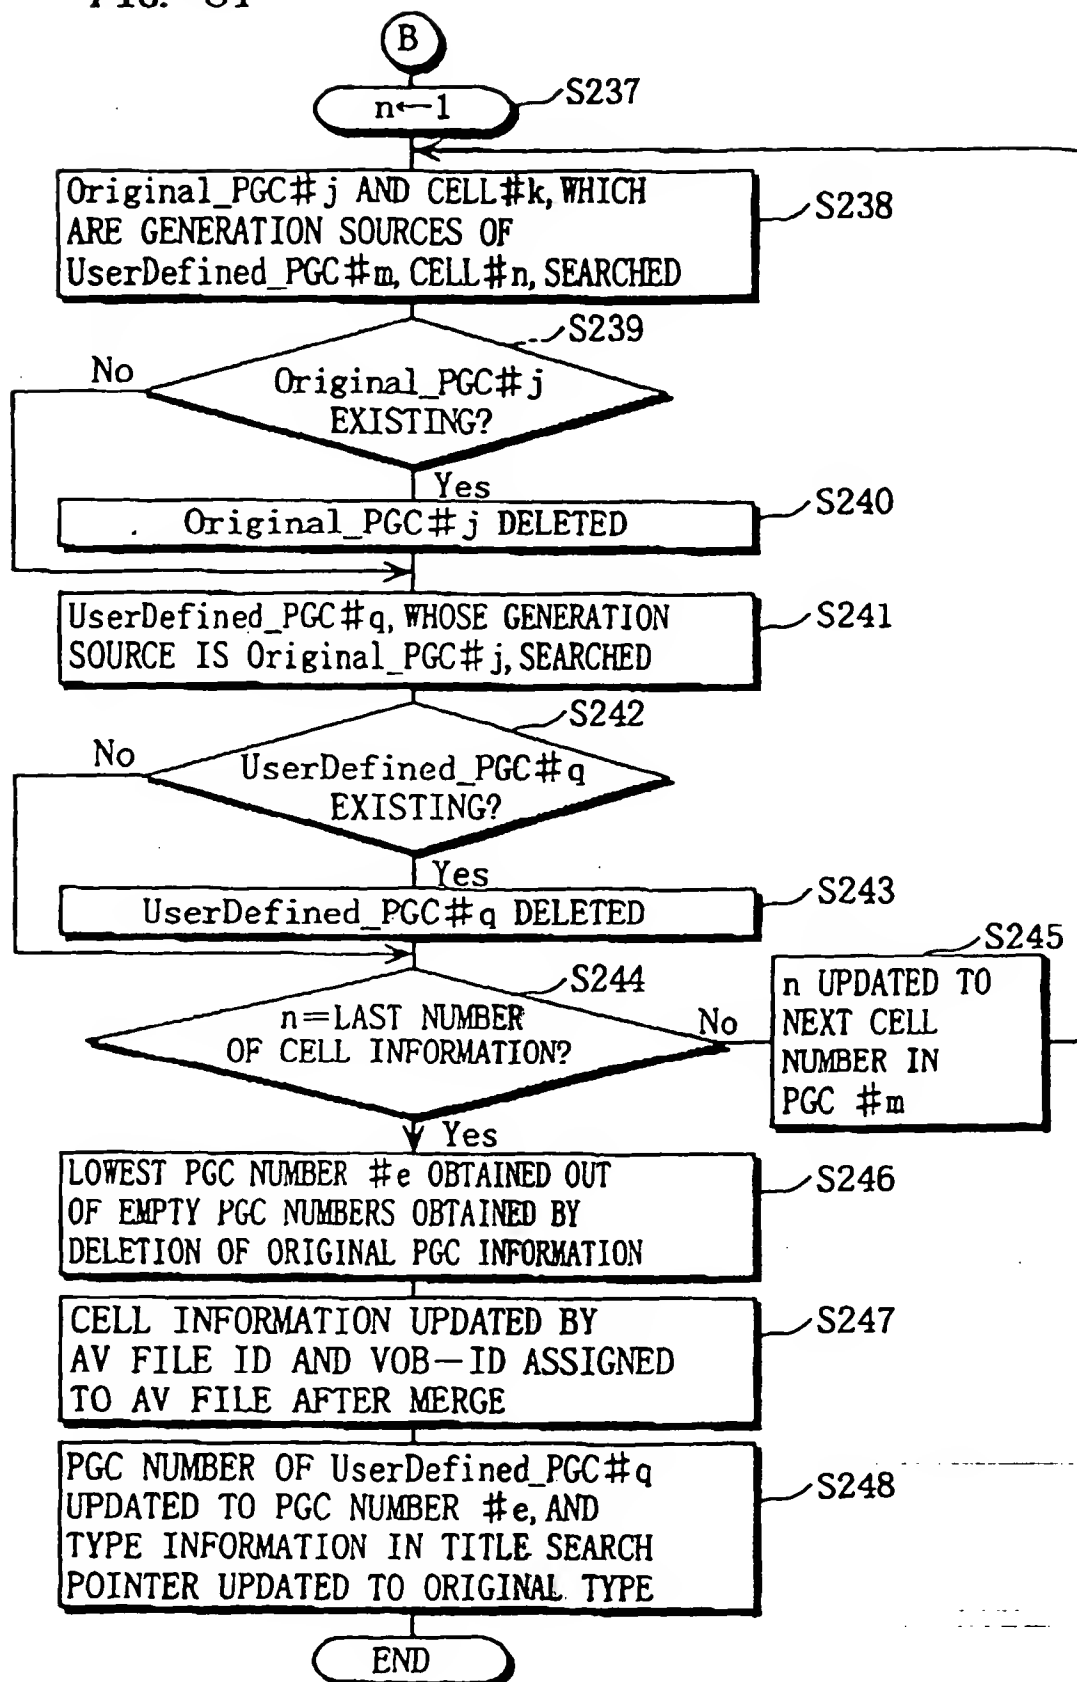 B
n←1
S237
Original_PGC#j AND CELL#k, WHICH
ARE GENERATION SOURCES OF
UserDefined_PGC#m, CELL#n, SEARCHED
S238
S239
No
Original_PGC#j
EXISTING?
Yes
Original_PGC#j DELETED
S240
UserDefined_PGC#q, WHOSE GENERATION
SOURCE IS Original_PGC#j, SEARCHED
S241
S242
No
UserDefined_PGC#q
EXISTING?
Yes
UserDefined_PGC#q DELETED
S243
S244
n=LAST NUMBER
OF CELL INFORMATION?
No
S245
n UPDATED TO
NEXT CELL
NUMBER IN
PGC #m
Yes
LOWEST PGC NUMBER #e OBTAINED OUT
OF EMPTY PGC NUMBERS OBTAINED BY
DELETION OF ORIGINAL PGC INFORMATION
S246
CELL INFORMATION UPDATED BY
AV FILE ID AND VOB-ID ASSIGNED
TO AV FILE AFTER MERGE
S247
PGC NUMBER OF UserDefined_PGC#q
UPDATED TO PGC NUMBER #e, AND
TYPE INFORMATION IN TITLE SEARCH
POINTER UPDATED TO ORIGINAL TYPE
S248
END